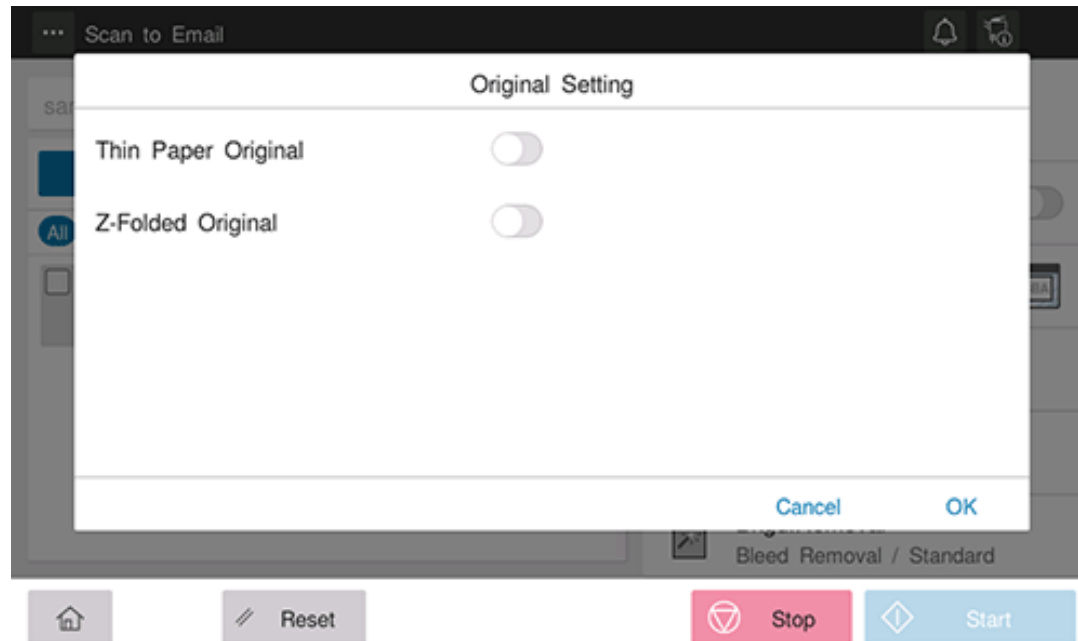 Scan to Email
Original Setting
Thin Paper Original
Z-Folded Original
All
Cancel
OK
Bleed Removal / Standard
Reset
Stop
Start